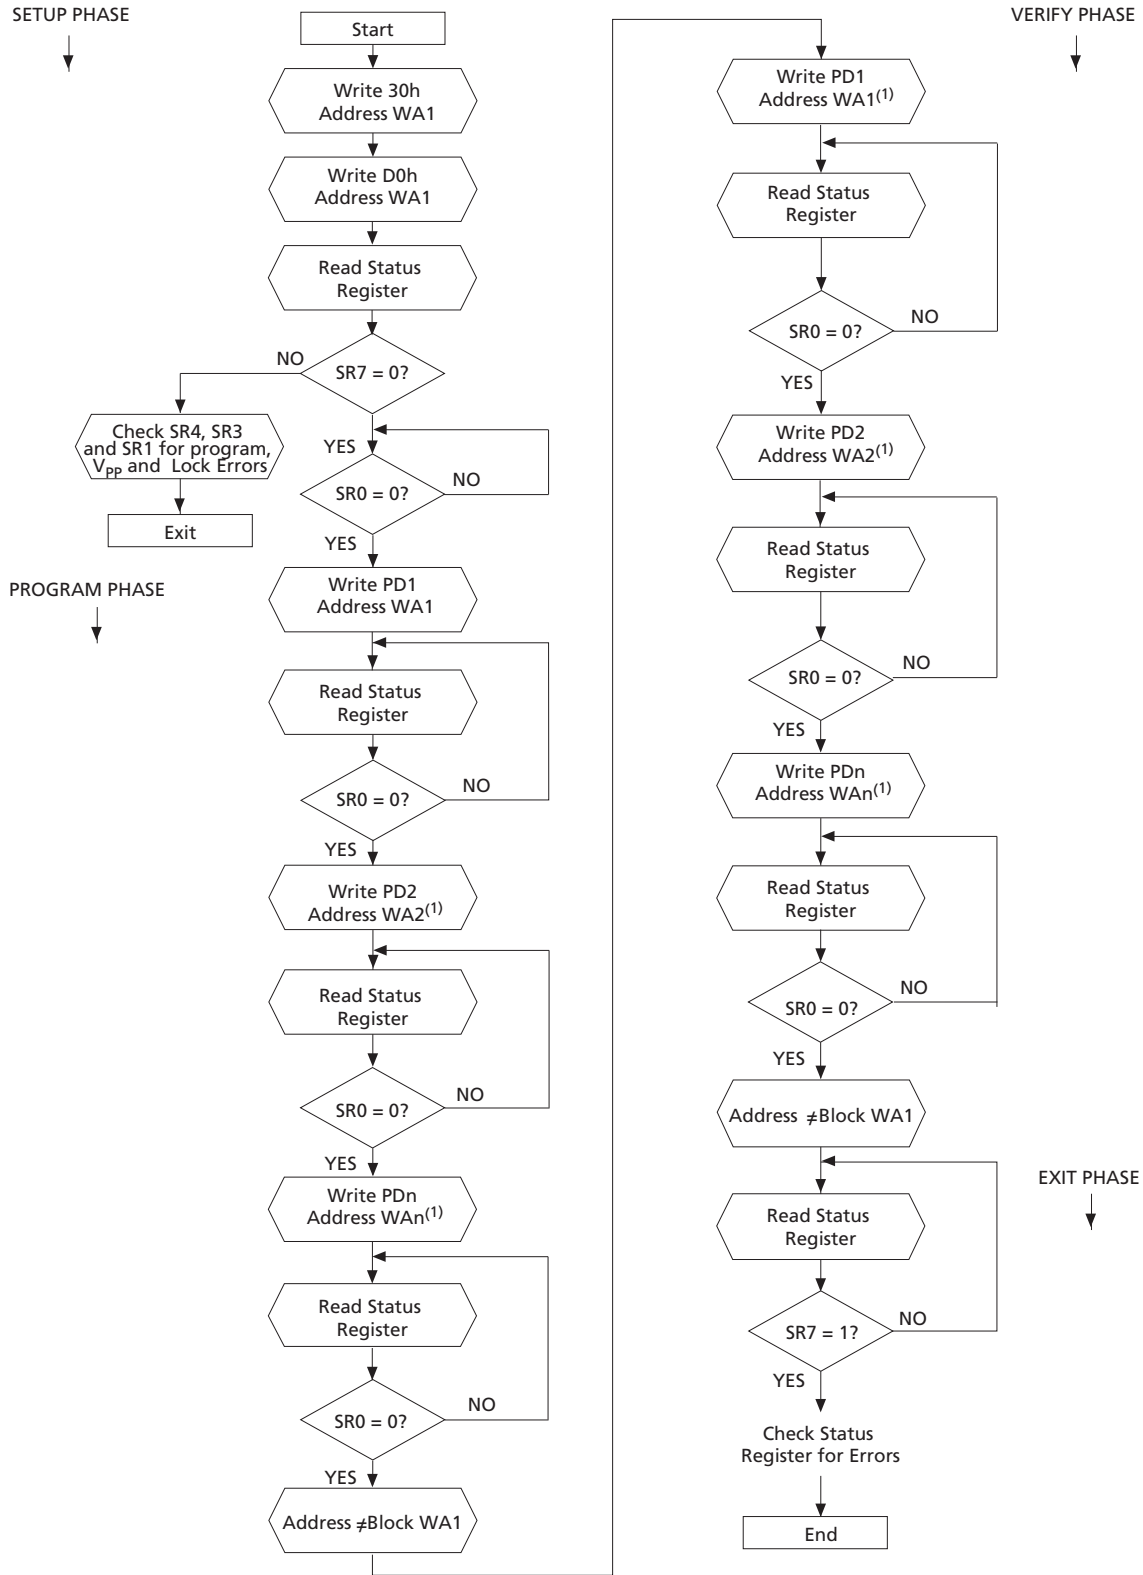 SETUP PHASE
Start
Write 30h
Address WA1
Write D0h
Address WA1
Read Status
Register
SR7 = 0?
NO
YES
Check SR4, SR3
and SR1 for program,
VPP and Lock Errors
Exit
SR0 = 0?
NO
YES
PROGRAM PHASE
Write PD1
Address WA1
Read Status
Register
SR0 = 0?
NO
YES
Write PD2
Address WA2(1)
Read Status
Register
SR0 = 0?
NO
YES
Write PDn
Address WAn(1)
Read Status
Register
SR0 = 0?
NO
YES
Address ≠Block WA1
VERIFY PHASE
Write PD1
Address WA1(1)
Read Status
Register
SR0 = 0?
NO
YES
Write PD2
Address WA2(1)
Read Status
Register
SR0 = 0?
NO
YES
Write PDn
Address WAn(1)
Read Status
Register
SR0 = 0?
NO
YES
Address ≠Block WA1
EXIT PHASE
Read Status
Register
SR7 = 1?
NO
YES
Check Status
Register for Errors
End